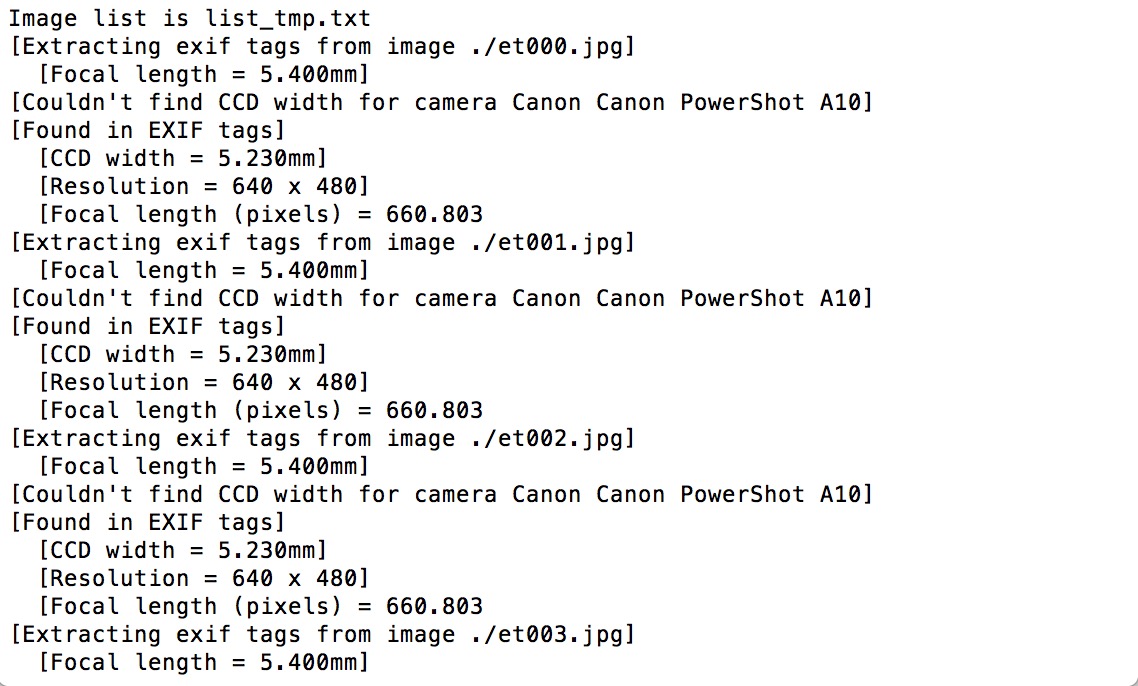 Image list is list_tmp.txt
[Extracting exif tags from image ./et000.jpg]
  [Focal length = 5.400mm]
[Couldn't find CCD width for camera Canon Canon PowerShot A10]
[Found in EXIF tags]
  [CCD width = 5.230mm]
  [Resolution = 640 x 480]
  [Focal length (pixels) = 660.803
[Extracting exif tags from image ./et001.jpg]
  [Focal length = 5.400mm]
[Couldn't find CCD width for camera Canon Canon PowerShot A10]
[Found in EXIF tags]
  [CCD width = 5.230mm]
  [Resolution = 640 x 480]
  [Focal length (pixels) = 660.803
[Extracting exif tags from image ./et002.jpg]
  [Focal length = 5.400mm]
[Couldn't find CCD width for camera Canon Canon PowerShot A10]
[Found in EXIF tags]
  [CCD width = 5.230mm]
  [Resolution = 640 x 480]
  [Focal length (pixels) = 660.803
[Extracting exif tags from image ./et003.jpg]
  [Focal length = 5.400mm]